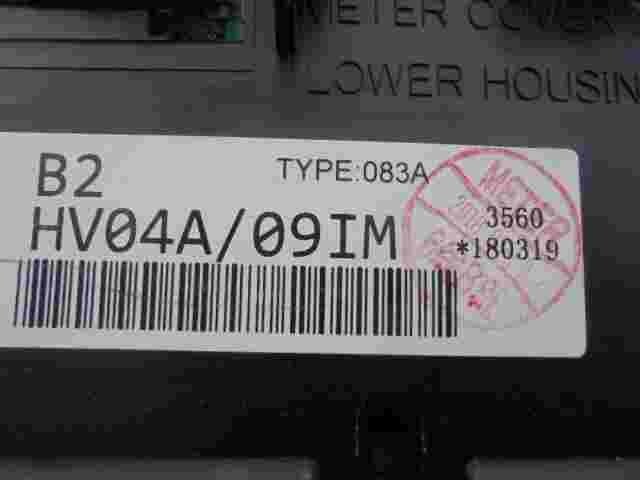 METER COVER
LOWER HOUSIN
B2
TYPE:083A
HV04A/09IM
3560
*180319